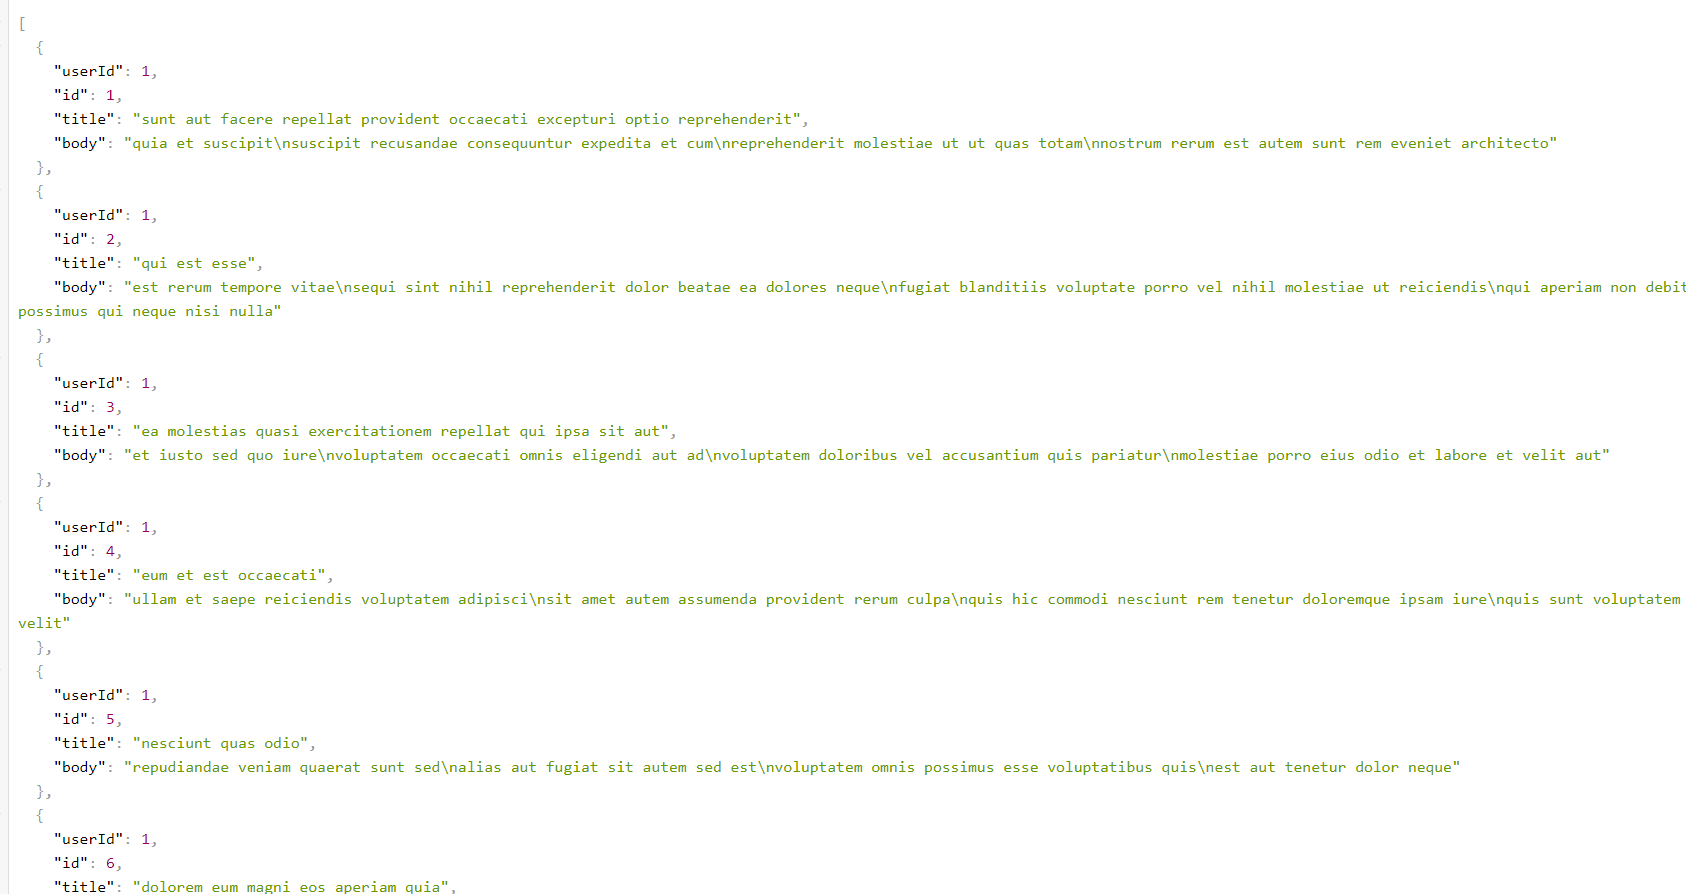 [
{
"userId": 1,
"id": 1,
"title": "sunt aut facere repellat provident occaecati excepturi optio reprehenderit",
"body": "quia et suscipit\nsuscipit recusandae consequuntur expedita et cum\nreprehenderit molestiae ut ut quas totam\nnostrum rerum est autem sunt rem eveniet architecto"
},
{
"userId": 1,
"id": 2,
"title": "qui est esse",
"body": "est rerum tempore vitae\nsequi sint nihil reprehenderit dolor beatae ea dolores neque\nfugiat blanditiis voluptate porro vel nihil molestiae ut reiciendis\nqui aperiam non debit
possimus qui neque nisi nulla"
},
{
"userId": 1,
"id": 3,
"title": "ea molestias quasi exercitationem repellat qui ipsa sit aut",
"body": "et iusto sed quo iure\nvoluptatem occaecati omnis eligendi aut ad\nvoluptatem doloribus vel accusantium quis pariatur\nmolestiae porro eius odio et labore et velit aut"
},
{
"userId": 1,
"id": 4,
"title": "eum et est occaecati",
"body": "ullam et saepe reiciendis voluptatem adipisci\nsit amet autem assumenda provident rerum culpa\nquis hic commodi nesciunt rem tenetur doloremque ipsam iure\nquis sunt voluptatem
velit"
},
{
"userId": 1,
"id": 5,
"title": "nesciunt quas odio",
"body": "repudiandae veniam quaerat sunt sed\nalias aut fugiat sit autem sed est\nvoluptatem omnis possimus esse voluptatibus quis\nest aut tenetur dolor neque"
},
{
"userId": 1,
"id": 6,
"title": "dolorem eum magni eos aperiam quia",